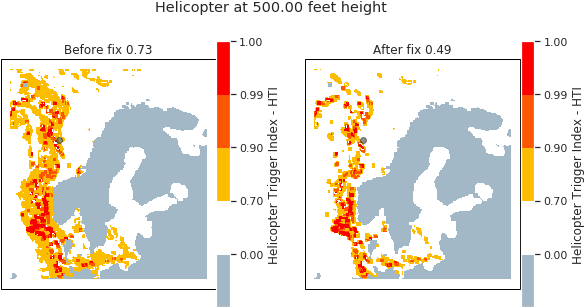 Helicopter at 500.00 feet height
Before fix 0.73
1.00
0.99
0.90
0.70
0.00
Helicopter Trigger Index - HTI
After fix 0.49
1.00
0.99
0.90
0.70
0.00
Helicopter Trigger Index - HTI